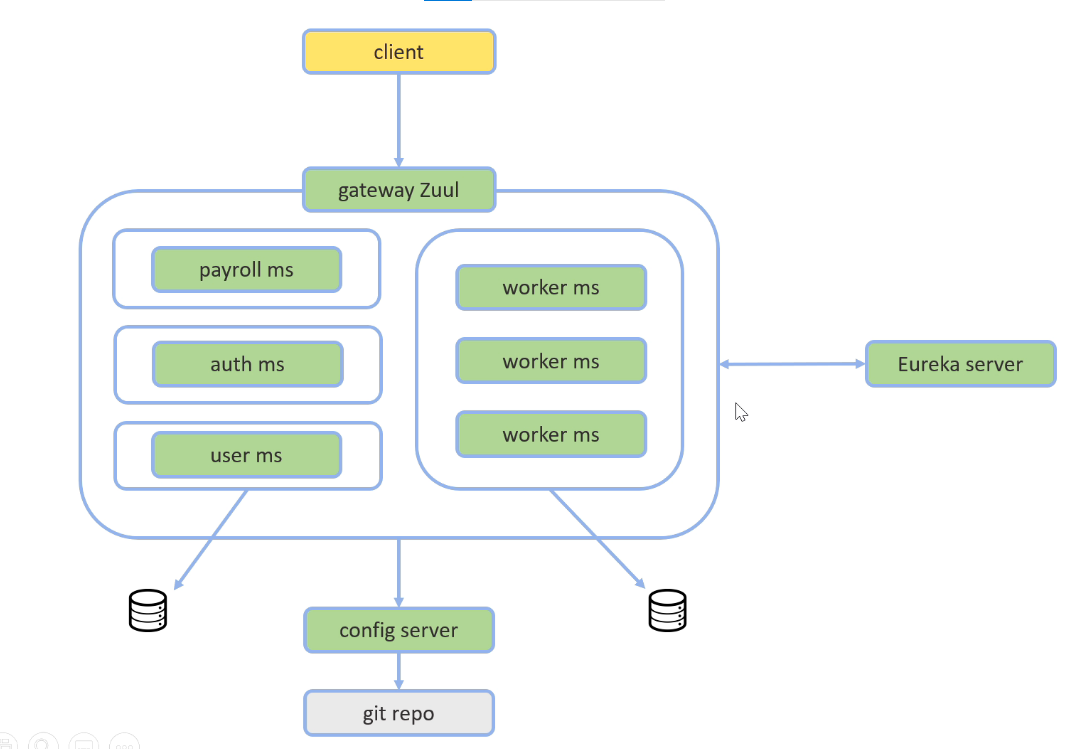 client
gateway Zuul
payroll ms
auth ms
user ms
worker ms
worker ms
worker ms
Eureka server
config server
git repo